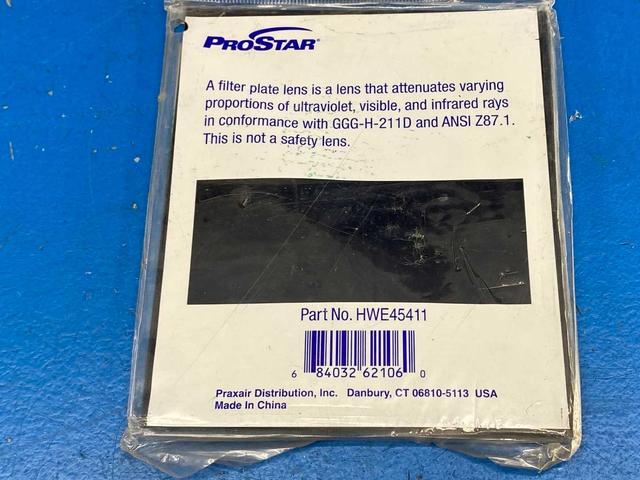 PROSTAR®
A filter plate lens is a lens that attenuates varying
proportions of ultraviolet, visible, and infrared rays
in conformance with GGG-H-211D and ANSI Z87.1.
This is not a safety lens.
Part No. HWE45411
6 84032 62106 0
Praxair Distribution, Inc. Danbury, CT 06810-5113 USA
Made In China